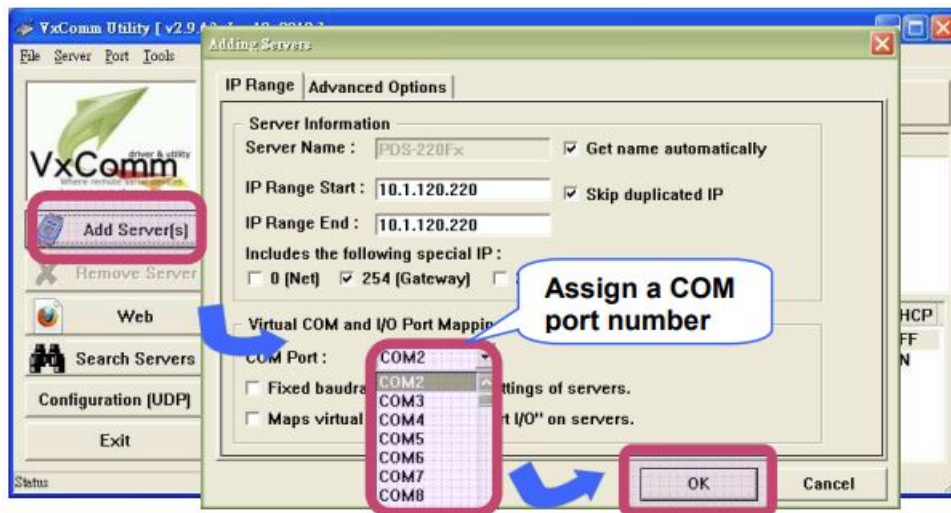 VxComm Utility [ v2.9.
File Server Port Tools
driver & utility
VxComm
Where remote serial devices
Add Server(s)
Remove Server
Web
Search Servers
Configuration (UDP)
Exit
Status
Adding Servers
IP Range
Advanced Options
Server Information
Server Name : PDS-220Fx
Get name automatically
IP Range Start : 10.1.120.220
Skip duplicated IP
IP Range End : 10.1.120.220
Includes the following special IP :
0 (Net) 254 (Gateway)
Assign a COM
port number
Virtual COM and I/O Port Mappin
COM Port : COM2
Fixed baudra ttings of servers.
Maps virtual rt I/O" on servers.
COM2
COM3
COM4
COM5
COM6
COM7
COM8
OK
Cancel
HCP
FF
N